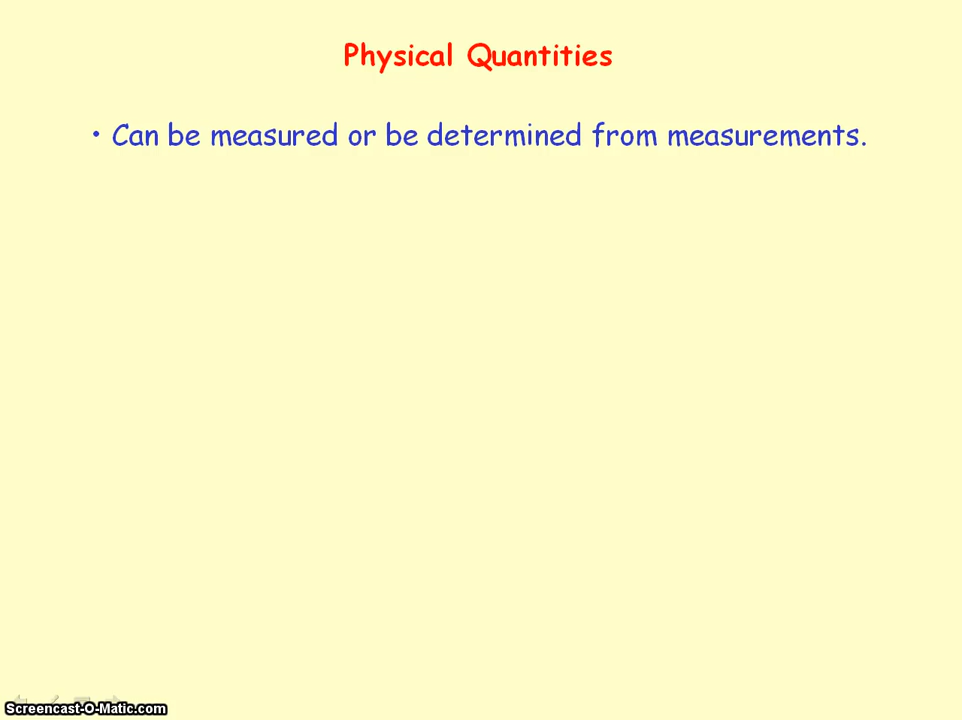 Physical Quantities
• Can be measured or be determined from measurements.
Screencast-O-Matic.com